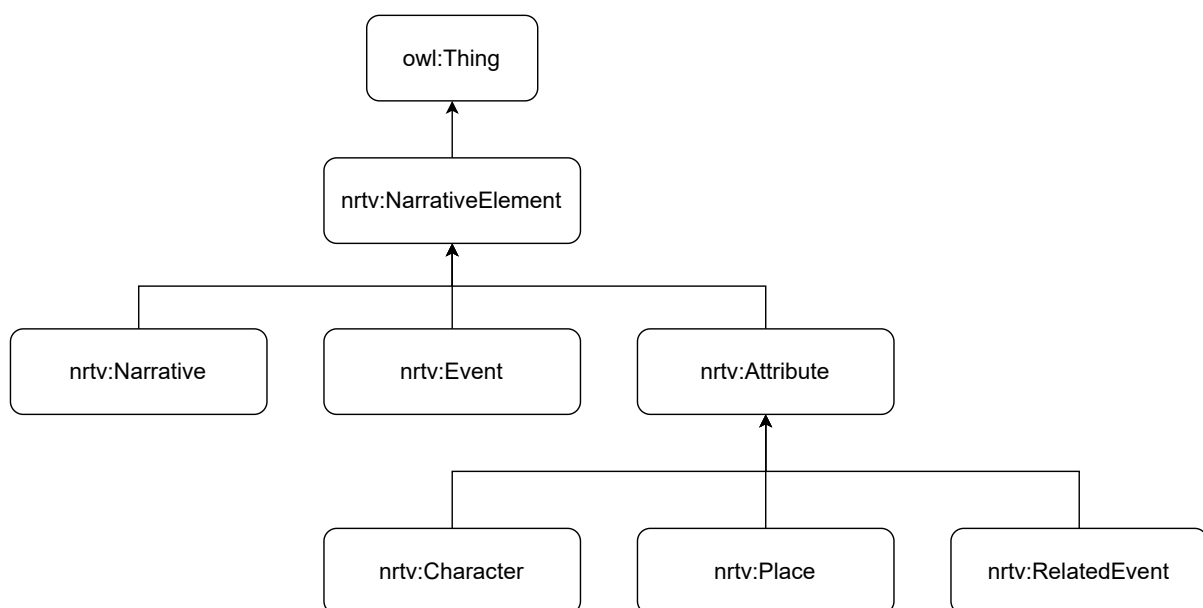 owl:Thing
nrtv:NarrativeElement
nrtv:Narrative
nrtv:Event
nrtv:Attribute
nrtv:Character
nrtv:Place
nrtv:RelatedEvent